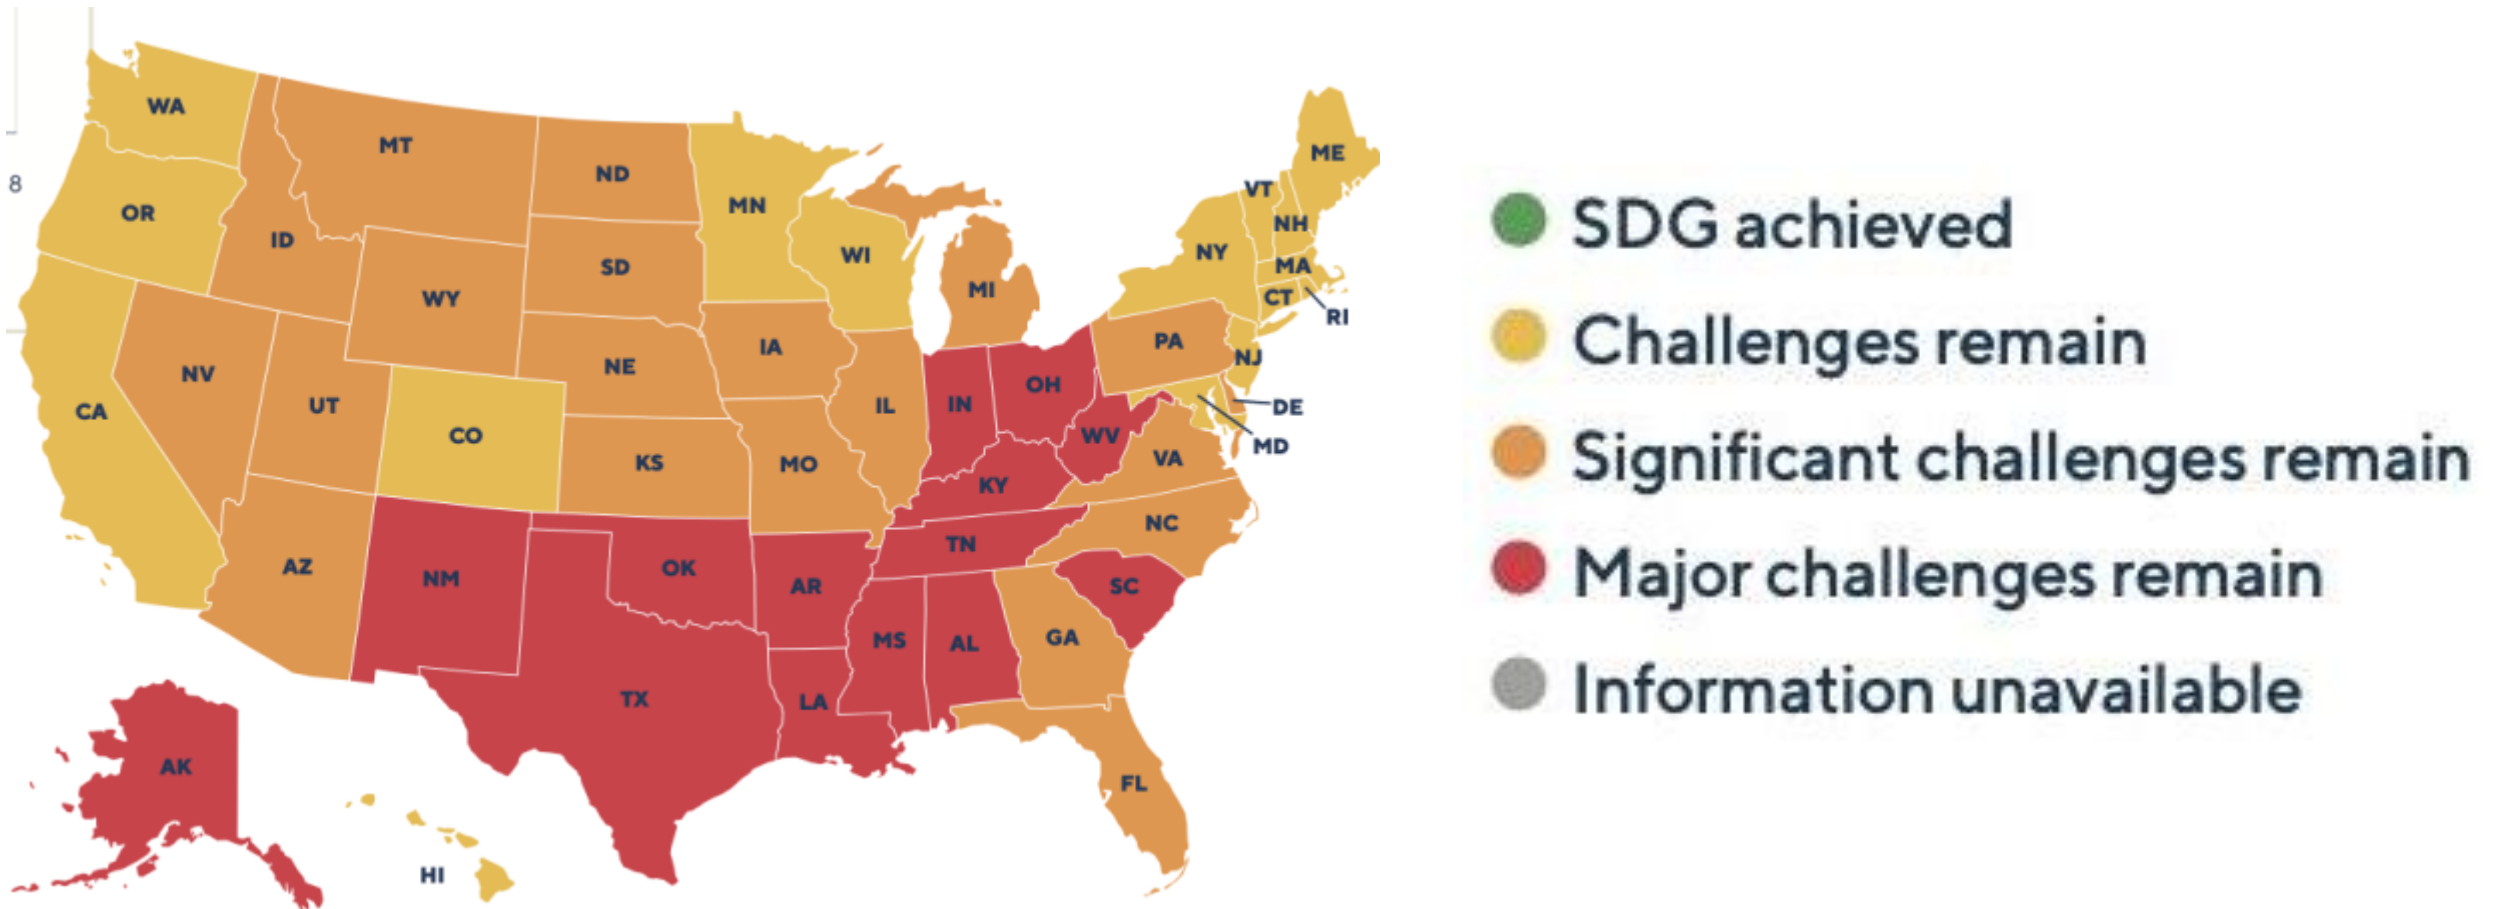 WA
MT
ND
MN
ME
VT
8
OR
ID
SD
WI
NH
NY
MA
WY
MI
CT
RI
IA
PA
NJ
NV
NE
UT
IL
IN
OH
DE
CA
CO
MD
KS
MO
WV
VA
KY
NC
AZ
NM
OK
TN
AR
SC
MS
AL
GA
TX
LA
AK
FL
HI
SDG achieved
Challenges remain
Significant challenges remain
Major challenges remain
Information unavailable